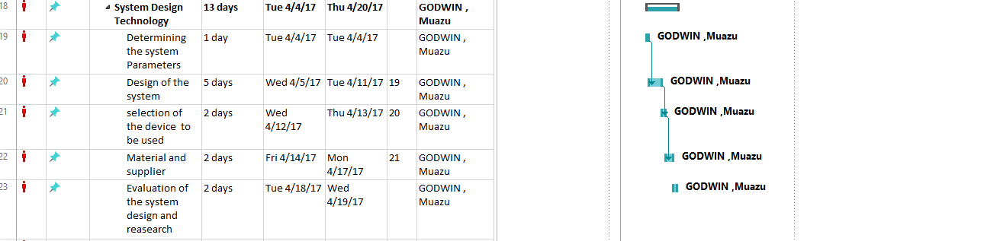 18 System Design Technology 13 days Tue 4/4/17 Thu 4/20/17 GODWIN , Muazu
19 Determining the system Parameters 1 day Tue 4/4/17 Tue 4/4/17 GODWIN , Muazu GODWIN ,Muazu
20 Design of the system 5 days Wed 4/5/17 Tue 4/11/17 19 GODWIN , Muazu GODWIN ,Muazu
21 selection of the device to be used 2 days Wed 4/12/17 Thu 4/13/17 20 GODWIN , Muazu GODWIN ,Muazu
22 Material and supplier 2 days Fri 4/14/17 Mon 4/17/17 21 GODWIN , Muazu GODWIN ,Muazu
23 Evaluation of the system design and reasearch 2 days Tue 4/18/17 Wed 4/19/17 GODWIN , Muazu GODWIN ,Muazu